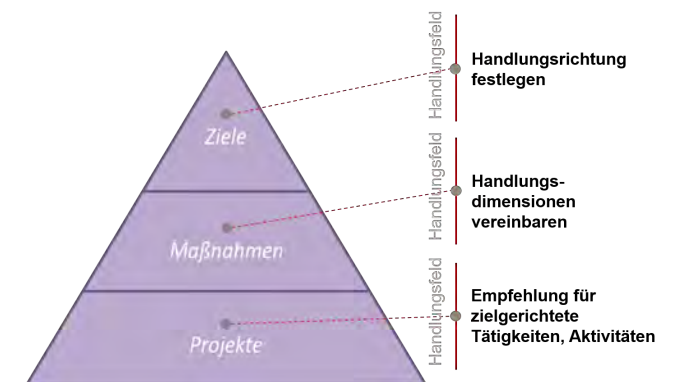 Ziele
Maßnahmen
Projekte
Handlungsfeld
Handlungsrichtung
festlegen
Handlungsfeld
Handlungs-
dimensionen
vereinbaren
Handlungsfeld
Empfehlung für
zielgerichtete
Tätigkeiten, Aktivitäten